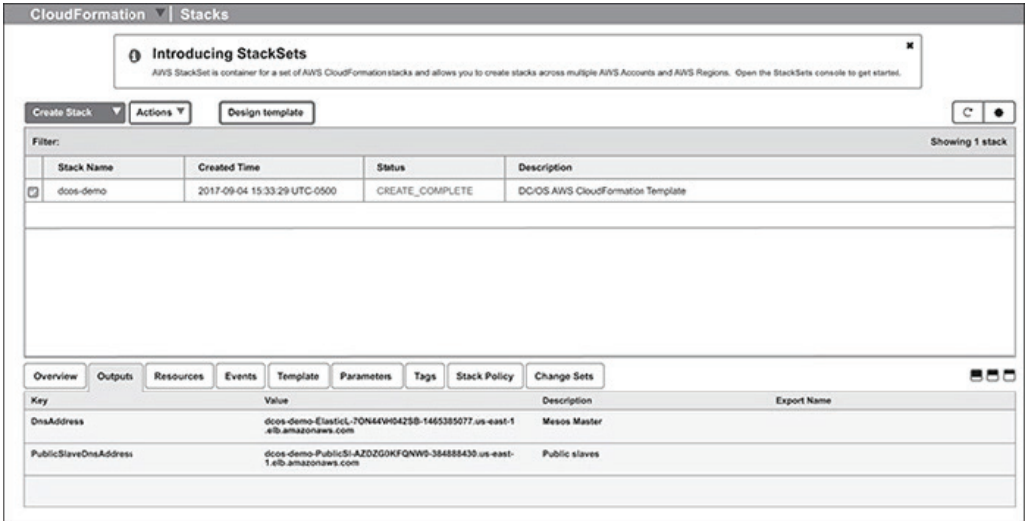 CloudFormation Stacks
Introducing StackSets
AWS StackSet is container for a set of AWS CloudFormation stacks and allows you to create stacks across multiple AWS Accounts and AWS Regions. Open the StackSets console to get started.
Create Stack Actions Design template
Filter: Showing 1 stack
Stack Name Created Time Status Description
dcos-demo 2017-09-04 15:33:29 UTC-0500 CREATE_COMPLETE DC/OS AWS CloudFormation Template
Overview Outputs Resources Events Template Parameters Tags Stack Policy Change Sets
Key Value Description Export Name
DnsAddress dcos-demo-ElasticL-7ON44VH042SB-1465385077.us-east-1 Mesos Master
.elb.amazonaws.com
PublicSlaveDnsAddress dcos-demo-PublicSl-AZDZG0KFQNW0-384888430.us-east- Public slaves
1.elb.amazonaws.com